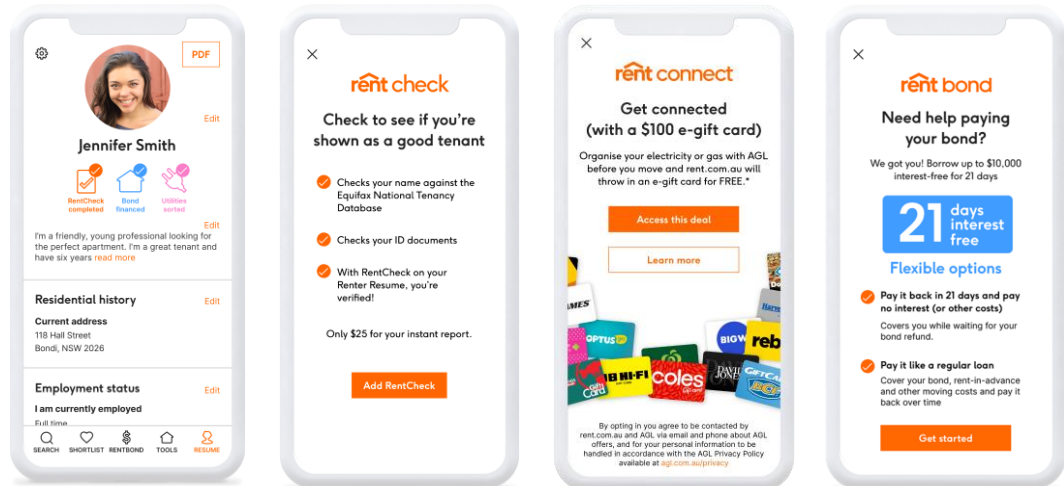 PDF
Edit
Jennifer Smith
RentCheck
completed
Bond
financed
Utilities
sorted
Edit
I'm a friendly, young professional looking for
the perfect apartment. I'm a great tenant and
have six years read more
Residential history
Edit
Current address
118 Hall Street
Bondi, NSW 2026
Employment status
Edit
I am currently employed
Full time
SEARCH
SHORTLIST
RENTBOND
TOOLS
RESUME
rent check
Check to see if you're
shown as a good tenant
Checks your name against the
Equifax National Tenancy
Database
Checks your ID documents
With RentCheck on your
Renter Resume, you're
verified!
Only $25 for your instant report.
Add RentCheck
rent connect
Get connected
(with a $100 e-gift card)
Organise your electricity or gas with AGL
before you move and rent.com.au will
throw in an e-gift card for FREE.*
Access this deal
Learn more
OPTUS
BIGW
reb
Gift
Card
JB HI-FI
coles
DAVID
JONES
GIFTCAR
BCF
By opting in you agree to be contacted by
rent.com.au and AGL via email and phone about AGL
offers, and for your personal information to be
handled in accordance with the AGL Privacy Policy
available at agl.com.au/privacy
rent bond
Need help paying
your bond?
We got you! Borrow up to $10,000
interest-free for 21 days
21 days
interest
free
Flexible options
Pay it back in 21 days and pay
no interest (or other costs)
Covers you while waiting for your
bond refund.
Pay it like a regular loan
Cover your bond, rent-in-advance
and other moving costs and pay it
back over time
Get started